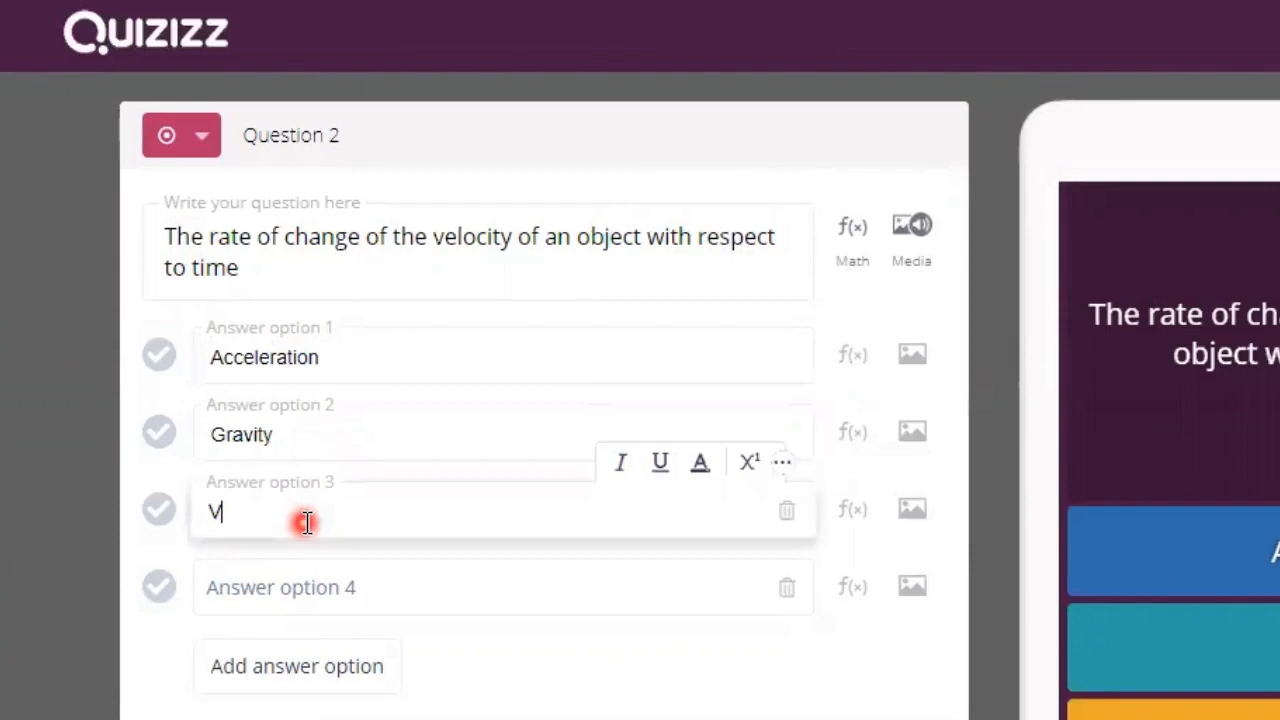 QUIZIZZ
Question 2
Write your question here
The rate of change of the velocity of an object with respect
to time
f(x)
Math
Media
The rate of
object
Answer option 1
Acceleration
f(x)
Answer option 2
Gravity
f(x)
I U A X¹ ...
Answer option 3
V
f(x)
Answer option 4
f(x)
Add answer option